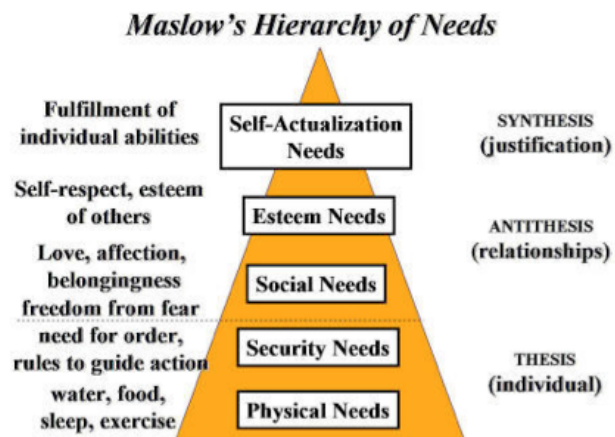 Maslow's Hierarchy of Needs
Fulfillment of
individual abilities
Self-Actualization
Needs
SYNTHESIS
(justification)
Self-respect, esteem
of others
Esteem Needs
ANTITHESIS
(relationships)
Love, affection,
belongingness
freedom from fear
Social Needs
need for order,
rules to guide action
Security Needs
THESIS
(individual)
water, food,
sleep, exercise
Physical Needs